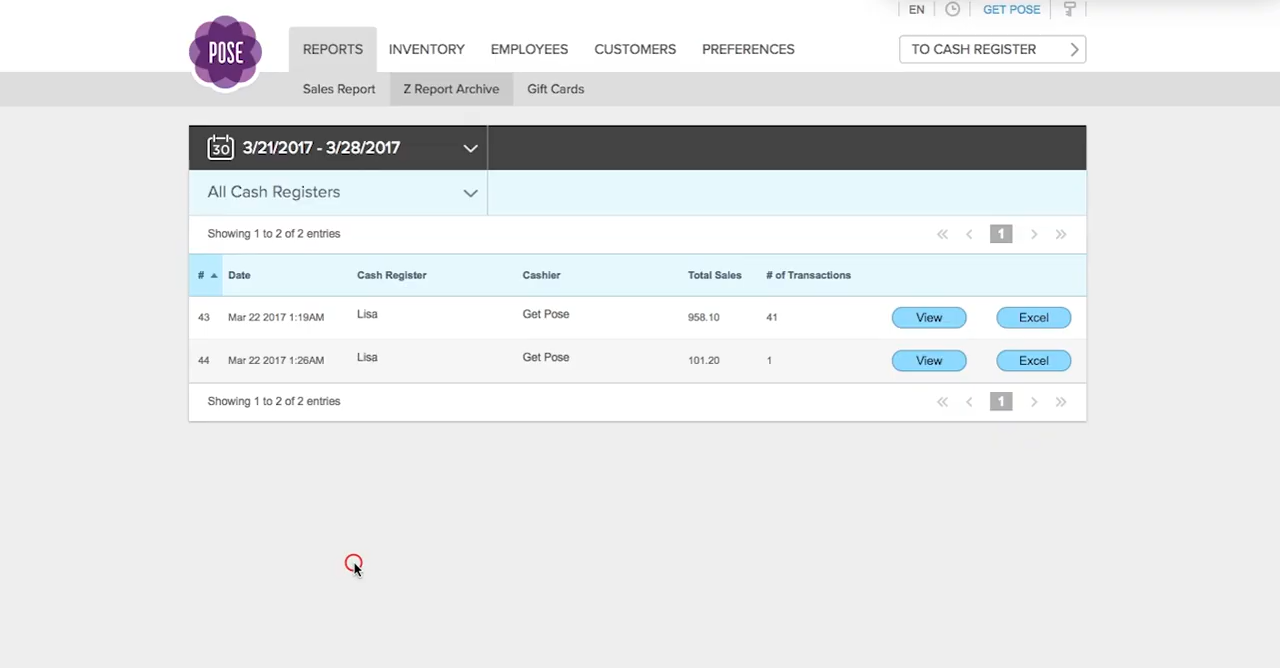 EN GET POSE
POSE REPORTS INVENTORY EMPLOYEES CUSTOMERS PREFERENCES TO CASH REGISTER
Sales Report Z Report Archive Gift Cards
30 3/21/2017 - 3/28/2017
All Cash Registers
Showing 1 to 2 of 2 entries « ‹ 1 › »
# Date Cash Register Cashier Total Sales # of Transactions
43 Mar 22 2017 1:19AM Lisa Get Pose 958.10 41 View Excel
44 Mar 22 2017 1:26AM Lisa Get Pose 101.20 1 View Excel
Showing 1 to 2 of 2 entries « ‹ 1 › »